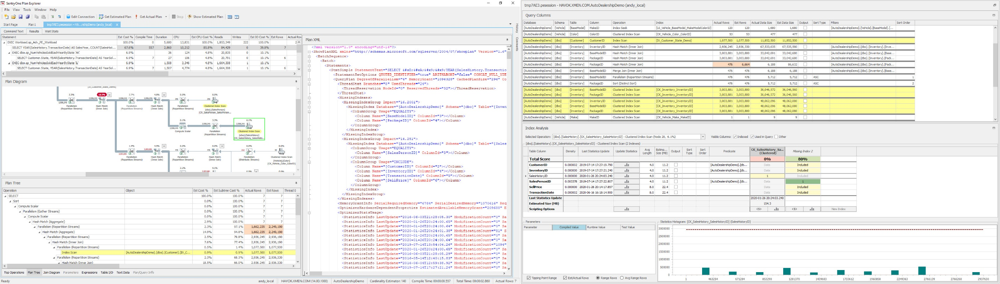 SentryOne Plan Explorer
File View Tools Window Help
Edit Connection Get Estimated Plan Get Actual Plan Stop Show Estimated Plan
Start Page Plan 1 tmp7AE3.pesession - HA...rshipDemo (andy_local) X
Command Text Results Wait Stats
Statement Est Cost % Compile Time Duration CPU Est CPU Cost % Reads Writes Est IO Cost % Est Rows Actual Row
EXEC Workload.sp_Adv_PE_Workload 100.0% 0 5,680 13,831 100.0% 1,853,349 222 100.0%
SELECT YEAR(SalesHistory.TransactionDate) AS SalesYear, COUNT(SalesHist... 67.6% 557 2,860 10,212 85.8% 84,429 0 39.8% 7
EXEC dbo.sp_NumVehiclesSoldEachYearByState 'AK' 6.9% 36 124 4.8% 20,835 0 10.1%
SELECT Customer.State, YEAR(SalesHistory.TransactionDate) AS YearSol... 6.9% 7 27 106 4.8% 20,791 0 10.1% 6
EXEC dbo.sp_NumVehiclesSoldEachYearByState 'IL' 6.9% 1,508 3,346 4.8% 1,664,308 1 10.1%
SELECT Customer.State, YEAR(SalesHistory.TransactionDate) AS YearSol... 6.9% 7 1,507 4,774 4.8% 1,664,308 1 10.1% 6
Plan Diagram
2.3% 18.5% 2.7% 4.8% 0.0% 0.0%
Parallelism (Repartition Streams) Hash Match (Inner Join) Parallelism (Repartition Streams) Hash Match (Inner Join) Parallelism (Repartition Streams) Clustered Index Scan
[dbo].[SalesPerson]
[CK_SalesPerson_SalesPerson...
0.1% 3.3% 6.1%
Compute Scalar Parallelism (Repartition Streams) Clustered Index Scan
[dbo].[SalesHistory]
[CK_SalesHistory_SalesHisto...
1.4% 4.9% 0.0% 0.0% 0.0% 0.0%
Parallelism (Repartition Streams) Hash Match (Inner Join) Parallelism (Repartition Streams) Hash Match (Inner Join) Parallelism (Distribute Streams) Clustered Index Scan
[Vehicle].[Color]
[CK_Vehicle_Color_ColorID]
2.2% 9.1% 0.0% 0.0%
Plan Tree
Operation Object Est Cost % Est Subtree Cost % Actual Rows Est Rows Thread 0
SELECT 100.0% 100.0% 7 7
Sort 0.0% 100.0% 7 7
Compute Scalar 0.0% 100.0% 7 7
Parallelism (Gather Streams) 0.0% 100.0% 7 7
Compute Scalar 0.0% 100.0% 7 7
Hash Match (Aggregate) 2.9% 100.0% 7 7
Parallelism (Repartition Streams) 2.3% 97.1% 1,662,235 2,249,190
Hash Match (Aggregate) 14.9% 94.8% 1,662,235 2,249,190
Parallelism (Repartition Streams) 2.5% 79.8% 2,936,245 2,936,190
Hash Match (Inner Join) 7.6% 77.4% 2,936,245 2,936,190
Parallelism (Repartition Streams) 0.5% 1.4% 1,077,500 1,077,500
Index Scan [AutoDealershipDemo].[dbo].[Customer].[IX_C... 0.9% 0.9% 1,077,500 1,077,500
Parallelism (Repartition Streams) 2.3% 68.3% 2,936,245 2,936,330
Hash Match (Inner Join) 18.5% 66.0% 2,936,245 2,936,330
Top Operations Plan Tree Join Diagram Parameters Expressions Table I/O Text Data Plan/Query Info
Plan XML
<?xml version="1.0" encoding="utf-16"?>
<ShowPlanXML xmlns="http://schemas.microsoft.com/sqlserver/2004/07/showplan" Version="1.6"
<BatchSequence>
<Batch>
<Statements>
<StmtSimple StatementText="SELECT &#xD;&#xA;&#x9;&#x9;YEAR(SalesHistory.Transactio
<StatementSetOptions QUOTED_IDENTIFIER="true" ARITHABORT="false" CONCAT_NULL_YIE
<QueryPlan DegreeOfParallelism="4" MemoryGrant="1096328" CachedPlanSize="296" Co
<ThreadStat Branches="8" UsedThreads="24">
<ThreadReservation NodeId="0" ReservedThreads="32"></ThreadReservation>
</ThreadStat>
<MissingIndexes>
<MissingIndexGroup Impact="16.2001">
<MissingIndex Database="[AutoDealershipDemo]" Schema="[dbo]" Table="[Inven
<ColumnGroup Usage="EQUALITY">
<Column Name="[BaseModelID]" ColumnId="3"></Column>
<Column Name="[PackageID]" ColumnId="4"></Column>
</ColumnGroup>
</MissingIndex>
</MissingIndexGroup>
<MissingIndexGroup Impact="14.251">
<MissingIndex Database="[AutoDealershipDemo]" Schema="[dbo]" Table="[Sales
<ColumnGroup Usage="EQUALITY">
<Column Name="[SalesPersonID]" ColumnId="3"></Column>
</ColumnGroup>
<ColumnGroup Usage="INCLUDE">
<Column Name="[CustomerID]" ColumnId="2"></Column>
<Column Name="[InventoryID]" ColumnId="4"></Column>
<Column Name="[TransactionDate]" ColumnId="5"></Column>
<Column Name="[SellPrice]" ColumnId="6"></Column>
</ColumnGroup>
</MissingIndex>
</MissingIndexGroup>
</MissingIndexes>
<MemoryGrantInfo SerialRequiredMemory="6784" SerialDesiredMemory="1070616" Req
<OptimizerHardwareDependentProperties EstimatedAvailableMemoryGrant="209688" E
<OptimizerStatsUsage>
<StatisticsInfo LastUpdate="2016-06-03T21:28:05.30" ModificationCount="0" Sa
<StatisticsInfo LastUpdate="2020-01-26T20:24:00.65" ModificationCount="0" Sa
<StatisticsInfo LastUpdate="2020-01-26T20:24:00.64" ModificationCount="0" Sa
<StatisticsInfo LastUpdate="2020-01-26T20:24:01.38" ModificationCount="81" S
<StatisticsInfo LastUpdate="2020-01-26T20:24:00.65" ModificationCount="0" Sa
<StatisticsInfo LastUpdate="2020-01-26T20:24:00.64" ModificationCount="0" Sa
<StatisticsInfo LastUpdate="2019-07-14T13:54:04.26" ModificationCount="1094"
<StatisticsInfo LastUpdate="2020-01-26T20:24:00.65" ModificationCount="0" Sa
<StatisticsInfo LastUpdate="2016-06-03T21:28:05.29" ModificationCount="0" Sa
<StatisticsInfo LastUpdate="2016-05-14T12:40:15.83" ModificationCount="0" Sa
<StatisticsInfo LastUpdate="2016-06-04T12:59:38.92" ModificationCount="0" Sa
<StatisticsInfo LastUpdate="2019-07-14T17:27:21.24" ModificationCount="0" Sa
History Comments
Ready andy_local HAVOK.XMEN.COM (14.00.1000) AutoDealershipDemo Cardinality Estimator: 140 Compile Time: 00:00:00.557 Total Time: 00:00:02.860 Actual Rows: 7
tmp7AE3.pesession - HAVOK.XMEN.COM.AutoDealershipDemo (andy_local)
Query Columns
Database Schema Table Column Operation Index Actual Rows Est Rows Actual Data Size Est Data Size Output Sort Type Filters Sort Order
[AutoDealershipDemo] [Vehicle] [BaseModel] MakeID Index Seek [UI_Vehicle_BaseModel_MakeModelColorID] 120 120 1,680 1,680 [AutoDealershipDemo].[Vehicle].[BaseModel].[...
[AutoDealershipDemo] [Vehicle] [Color] ColorID Clustered Index Scan [CK_Vehicle_Color_ColorID] 53 53 477 477
[AutoDealershipDemo] [dbo] [Customer] CustomerID Index Scan [IX_Customer_State_Demo] 1,077,500 1,077,500 11,852,500 11,852,500
[AutoDealershipDemo] [dbo] [Inventory] InventoryID Hash Match (Inner Join) 2,936,245 2,936,330 67,533,635 67,535,590 [AutoDealershipDemo].[dbo].[Inventory].[Inve...
[AutoDealershipDemo] [dbo] [Inventory] BaseModelID Hash Match (Inner Join) 3,003,881 3,003,880 33,042,691 33,042,680 [AutoDealershipDemo].[dbo].[Inventory].[Base...
[AutoDealershipDemo] [dbo] [Inventory] PackageID Hash Match (Inner Join) 3,003,881 3,003,880 33,042,691 33,042,680 [AutoDealershipDemo].[dbo].[Inventory].[Pack...
[AutoDealershipDemo] [dbo] [Inventory] PackageID Hash Match (Inner Join) 476 6,664 6,188 86,632 [AutoDealershipDemo].[dbo].[Inventory].[Pack...
[AutoDealershipDemo] [dbo] [Inventory] BaseModelID Merge Join (Inner Join) 476 476 6,188 6,188 [AutoDealershipDemo].[dbo].[Inventory].[Base...
[AutoDealershipDemo] [dbo] [Inventory] BaseModelID Parallelism (Repartition Streams) 476 476 5,712 5,712 ASC 1
[AutoDealershipDemo] [dbo] [Inventory] PackageID Sort (Distinct Sort) 476 476 5,712 5,712 ASC 2
[AutoDealershipDemo] [dbo] [Inventory] BaseModelID Clustered Index Scan [CK_Inventory_InventoryID] 3,003,881 3,003,880 36,046,572 36,046,560
[AutoDealershipDemo] [dbo] [Inventory] PackageID Clustered Index Scan [CK_Inventory_InventoryID] 3,003,881 3,003,880 36,046,572 36,046,560
[AutoDealershipDemo] [dbo] [Inventory] InventoryID Clustered Index Scan [CK_Inventory_InventoryID] 3,003,881 3,003,880 48,062,096 48,062,080
[AutoDealershipDemo] [dbo] [Inventory] BaseModelID Clustered Index Scan [CK_Inventory_InventoryID] 3,003,881 3,003,880 48,062,096 48,062,080
[AutoDealershipDemo] [dbo] [Inventory] PackageID Clustered Index Scan [CK_Inventory_InventoryID] 3,003,881 3,003,880 48,062,096 48,062,080
[AutoDealershipDemo] [Vehicle] [Make] MakeID Clustered Index Scan [CK_Vehicle_Make_MakeID] 1 1 9 9
Index Analysis
Selected Operation: [dbo].[SalesHistory].[CK_SalesHistory_SalesHistoryID] - Clustered Index Scan (Node 20, 6.1%) Visible Columns: Indexed Used in Query Other
[dbo].[SalesHistory].[CK_SalesHistory_SalesHistoryID] - Clustered Index Scan (2 Indexes)
Table Column Density Last Statistics Update Update Statistics Avg Length Estima... Size (MB) Output Sort Type Sort Order Predicate CK_SalesHistory_Sa... (Clustered) Missing Index 2
Total Score 0% 80%
CustomerID 0.000002 2019-07-14 17:27:19.790 4.0 11.2 [AutoDealershipDemo].[db... Data Included
InventoryID 0.000000 2019-07-14 17:27:21.240 4.0 11.2 [AutoDealershipDemo].[db... Data Included
SalesHistoryID 0.000000 2020-01-26 20:24:03.240 4.0 11.2 1 Included
SalesPersonID 0.003378 2019-07-14 17:27:22.807 4.0 11.2 [AutoDealershipDemo].[db... Data 1
SellPrice 0.000002 2020-01-26 20:14:17.857 8.0 22.4 Data Included
TransactionDate 0.000002 2020-06-16 16:18:14.900 8.0 22.4 Data Included
Last Statistics Update 2020-01-26 20:24:03.240
Estimated Size (MB) 154.3
Scripting Options <S> <S> New Index
Parameters
Parameter Compiled Value Runtime Value Test Value
Statistics Histogram: [CK_SalesHistory_SalesHistoryID] (SalesHistoryID)
3000000
2500000
2000000
1500000
1000000
500000
0
1 463254 671284 853290 1281370 1439603 1733612 1960858 2249363 2766139 2766260 2937630
Tipping Point Range Est/Actual Rows Range Rows Avg Range Rows